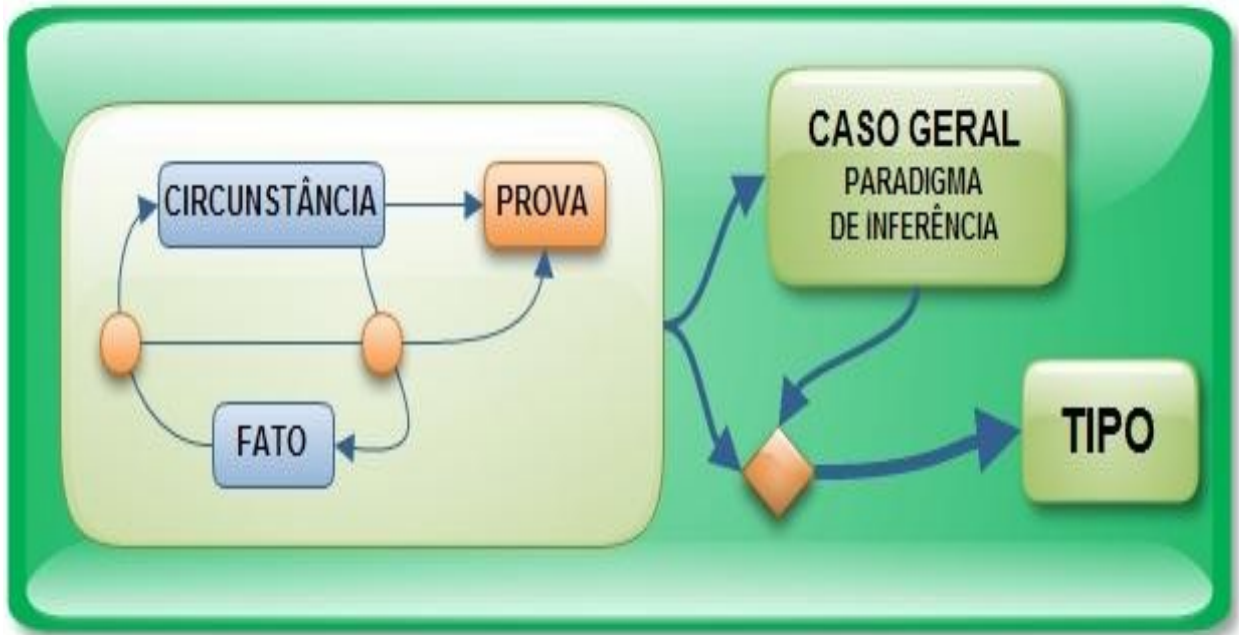 CIRCUNSTÂNCIA
PROVA
FATO
CASO GERAL
PARADIGMA
DE INFERÊNCIA
TIPO